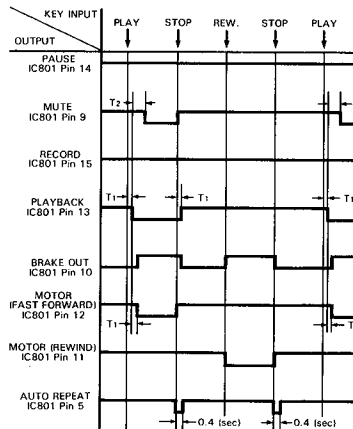 KEY INPUT
OUTPUT
PLAY STOP REW. STOP PLAY
PAUSE
IC801 Pin 14
MUTE
IC801 Pin 9
T2
RECORD
IC801 Pin 15
PLAYBACK
IC801 Pin 13
T1 T1 T1
BRAKE OUT
IC801 Pin 10
MOTOR
(FAST FORWARD)
IC801 Pin 12
T1
MOTOR (REWIND)
IC801 Pin 11
AUTO REPEAT
IC801 Pin 5
0.4 (sec) 0.4 (sec)